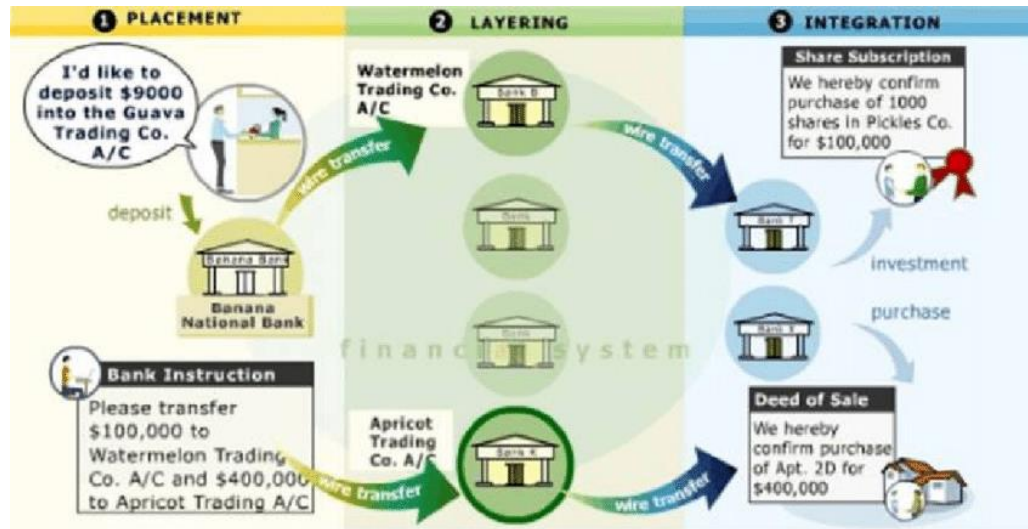 1 PLACEMENT
2 LAYERING
3 INTEGRATION
I'd like to
deposit $9000
into the Guava
Trading Co.
A/C
deposit
Banana Bank
Banana
National Bank
wire transfer
Bank Instruction
Please transfer
$100,000 to
Watermelon Trading
Co. A/C and $400,000
to Apricot Trading A/C
wire transfer
Watermelon
Trading Co.
A/C
Bank B
Bank
Bank
financial system
Apricot
Trading
Co. A/C
Bank K
wire transfer
wire transfer
Share Subscription
We hereby confirm
purchase of 1000
shares in Pickles Co.
for $100,000
Bank
investment
Bank
purchase
Deed of Sale
We hereby
confirm purchase
of Apt. 2D for
$400,000